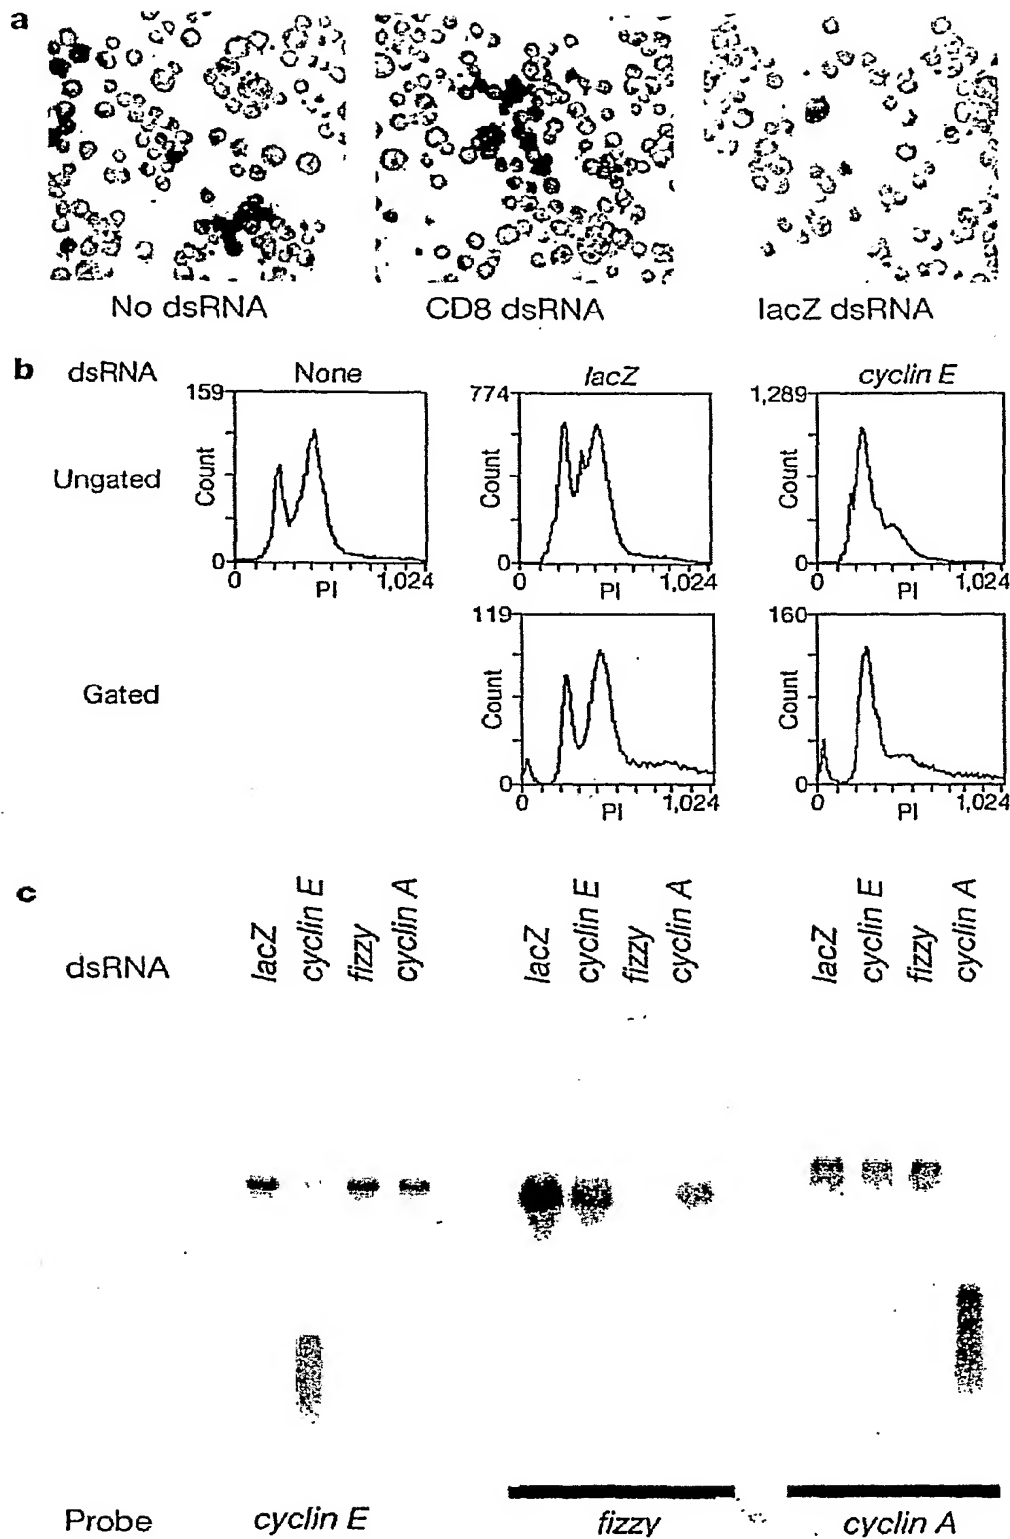 a
No dsRNA CD8 dsRNA lacZ dsRNA
b dsRNA None lacZ cyclin E
159 774 1,289
Ungated Count Count Count
0 0 0
0 1,024 0 1,024 0 1,024
PI PI PI
119 160
Gated Count Count
0 0
0 1,024 0 1,024
PI PI
c
dsRNA lacZ cyclin E fizzy cyclin A lacZ cyclin E fizzy cyclin A lacZ cyclin E fizzy cyclin A
Probe cyclin E fizzy cyclin A